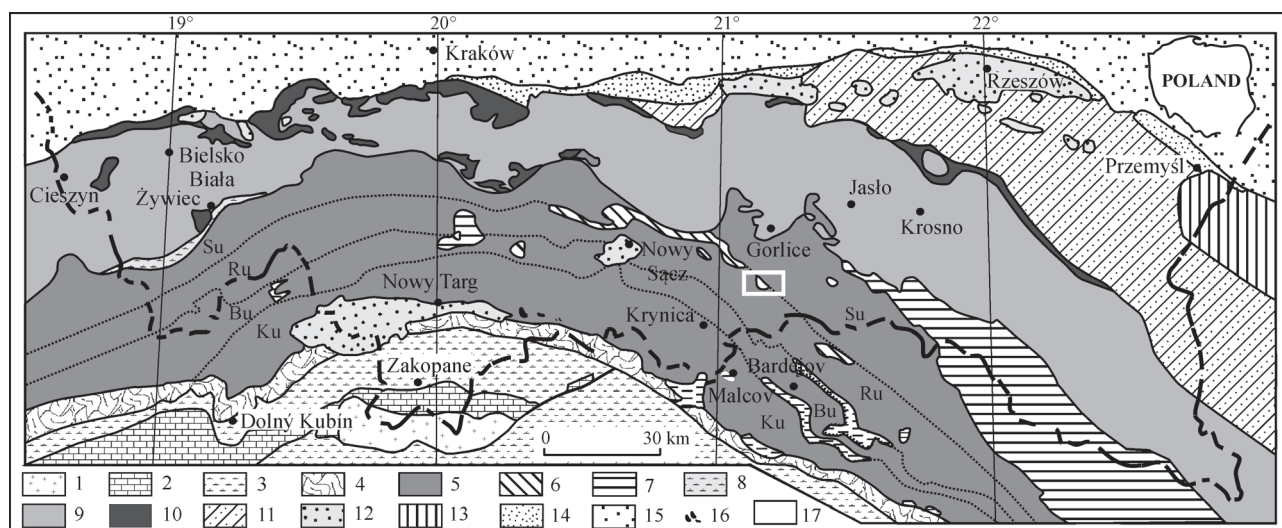 19° 20° 21° 22°
Kraków
Rzeszów
POLAND
Bielsko
Biała
Przemyśl
Cieszyn
Żywiec
Jasło
Krosno
Su
Gorlice
Nowy
Sącz
Ru
Nowy Targ
Bu
Su
Ku
Krynica
Zakopane
Bardejov
Ru
Malcov
Bu
Dolny Kubín
Ku
0 30 km
1 2 3 4 5 6 7 8
9 10 11 12 13 14 15 16 17